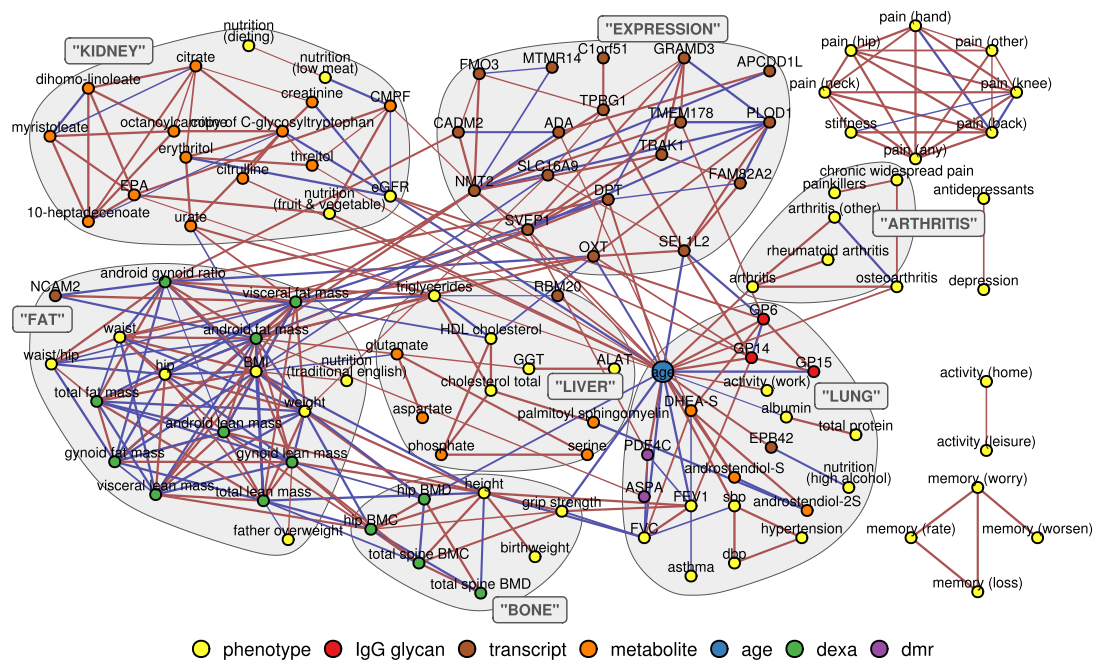 "KIDNEY"
nutrition
(dieting)
citrate
nutrition
(low meat)
dihomo-linoleate
creatinine
CMPF
myristoleate
octanoylcarnitine
of C-glycosyltryptophan
erythritol
threitol
citrulline
EPA
eGFR
nutrition
(fruit & vegetable)
10-heptadecenoate
urate
"EXPRESSION"
C1orf51
GRAMD3
MTMR14
FMO3
APCDD1L
TPRG1
TMEM178
PLOD1
CADM2
ADA
TRAK1
SLC16A9
NMT2
DPT
FAM82A2
SVEP1
OXT
SEL1L2
pain (hand)
pain (hip)
pain (other)
pain (neck)
pain (knee)
stiffness
pain (back)
pain (any)
chronic widespread pain
painkillers
antidepressants
arthritis (other)
"ARTHRITIS"
rheumatoid arthritis
arthritis
osteoarthritis
depression
android gynoid ratio
NCAM2
visceral fat mass
triglycerides
RBM20
"FAT"
waist
android fat mass
HDL cholesterol
GP6
waist/hip
hip
BMI
nutrition
(traditional english)
glutamate
GGT
ALAT
GP14
GP15
age
cholesterol total
"LIVER"
activity (work)
"LUNG"
activity (home)
total fat mass
weight
aspartate
palmitoyl sphingomyelin
DHEA-S
albumin
total protein
android lean mass
gynoid fat mass
gynoid lean mass
phosphate
serine
PDE4C
EPB42
activity (leisure)
androstendiol-S
nutrition
(high alcohol)
visceral lean mass
total lean mass
hip BMD
height
grip strength
ASPA
FEV1
sbp
androstendiol-2S
memory (worry)
father overweight
hip BMC
FVC
hypertension
memory (rate)
memory (worsen)
total spine BMC
birthweight
dbp
asthma
total spine BMD
memory (loss)
"BONE"
phenotype
IgG glycan
transcript
metabolite
age
dexa
dmr